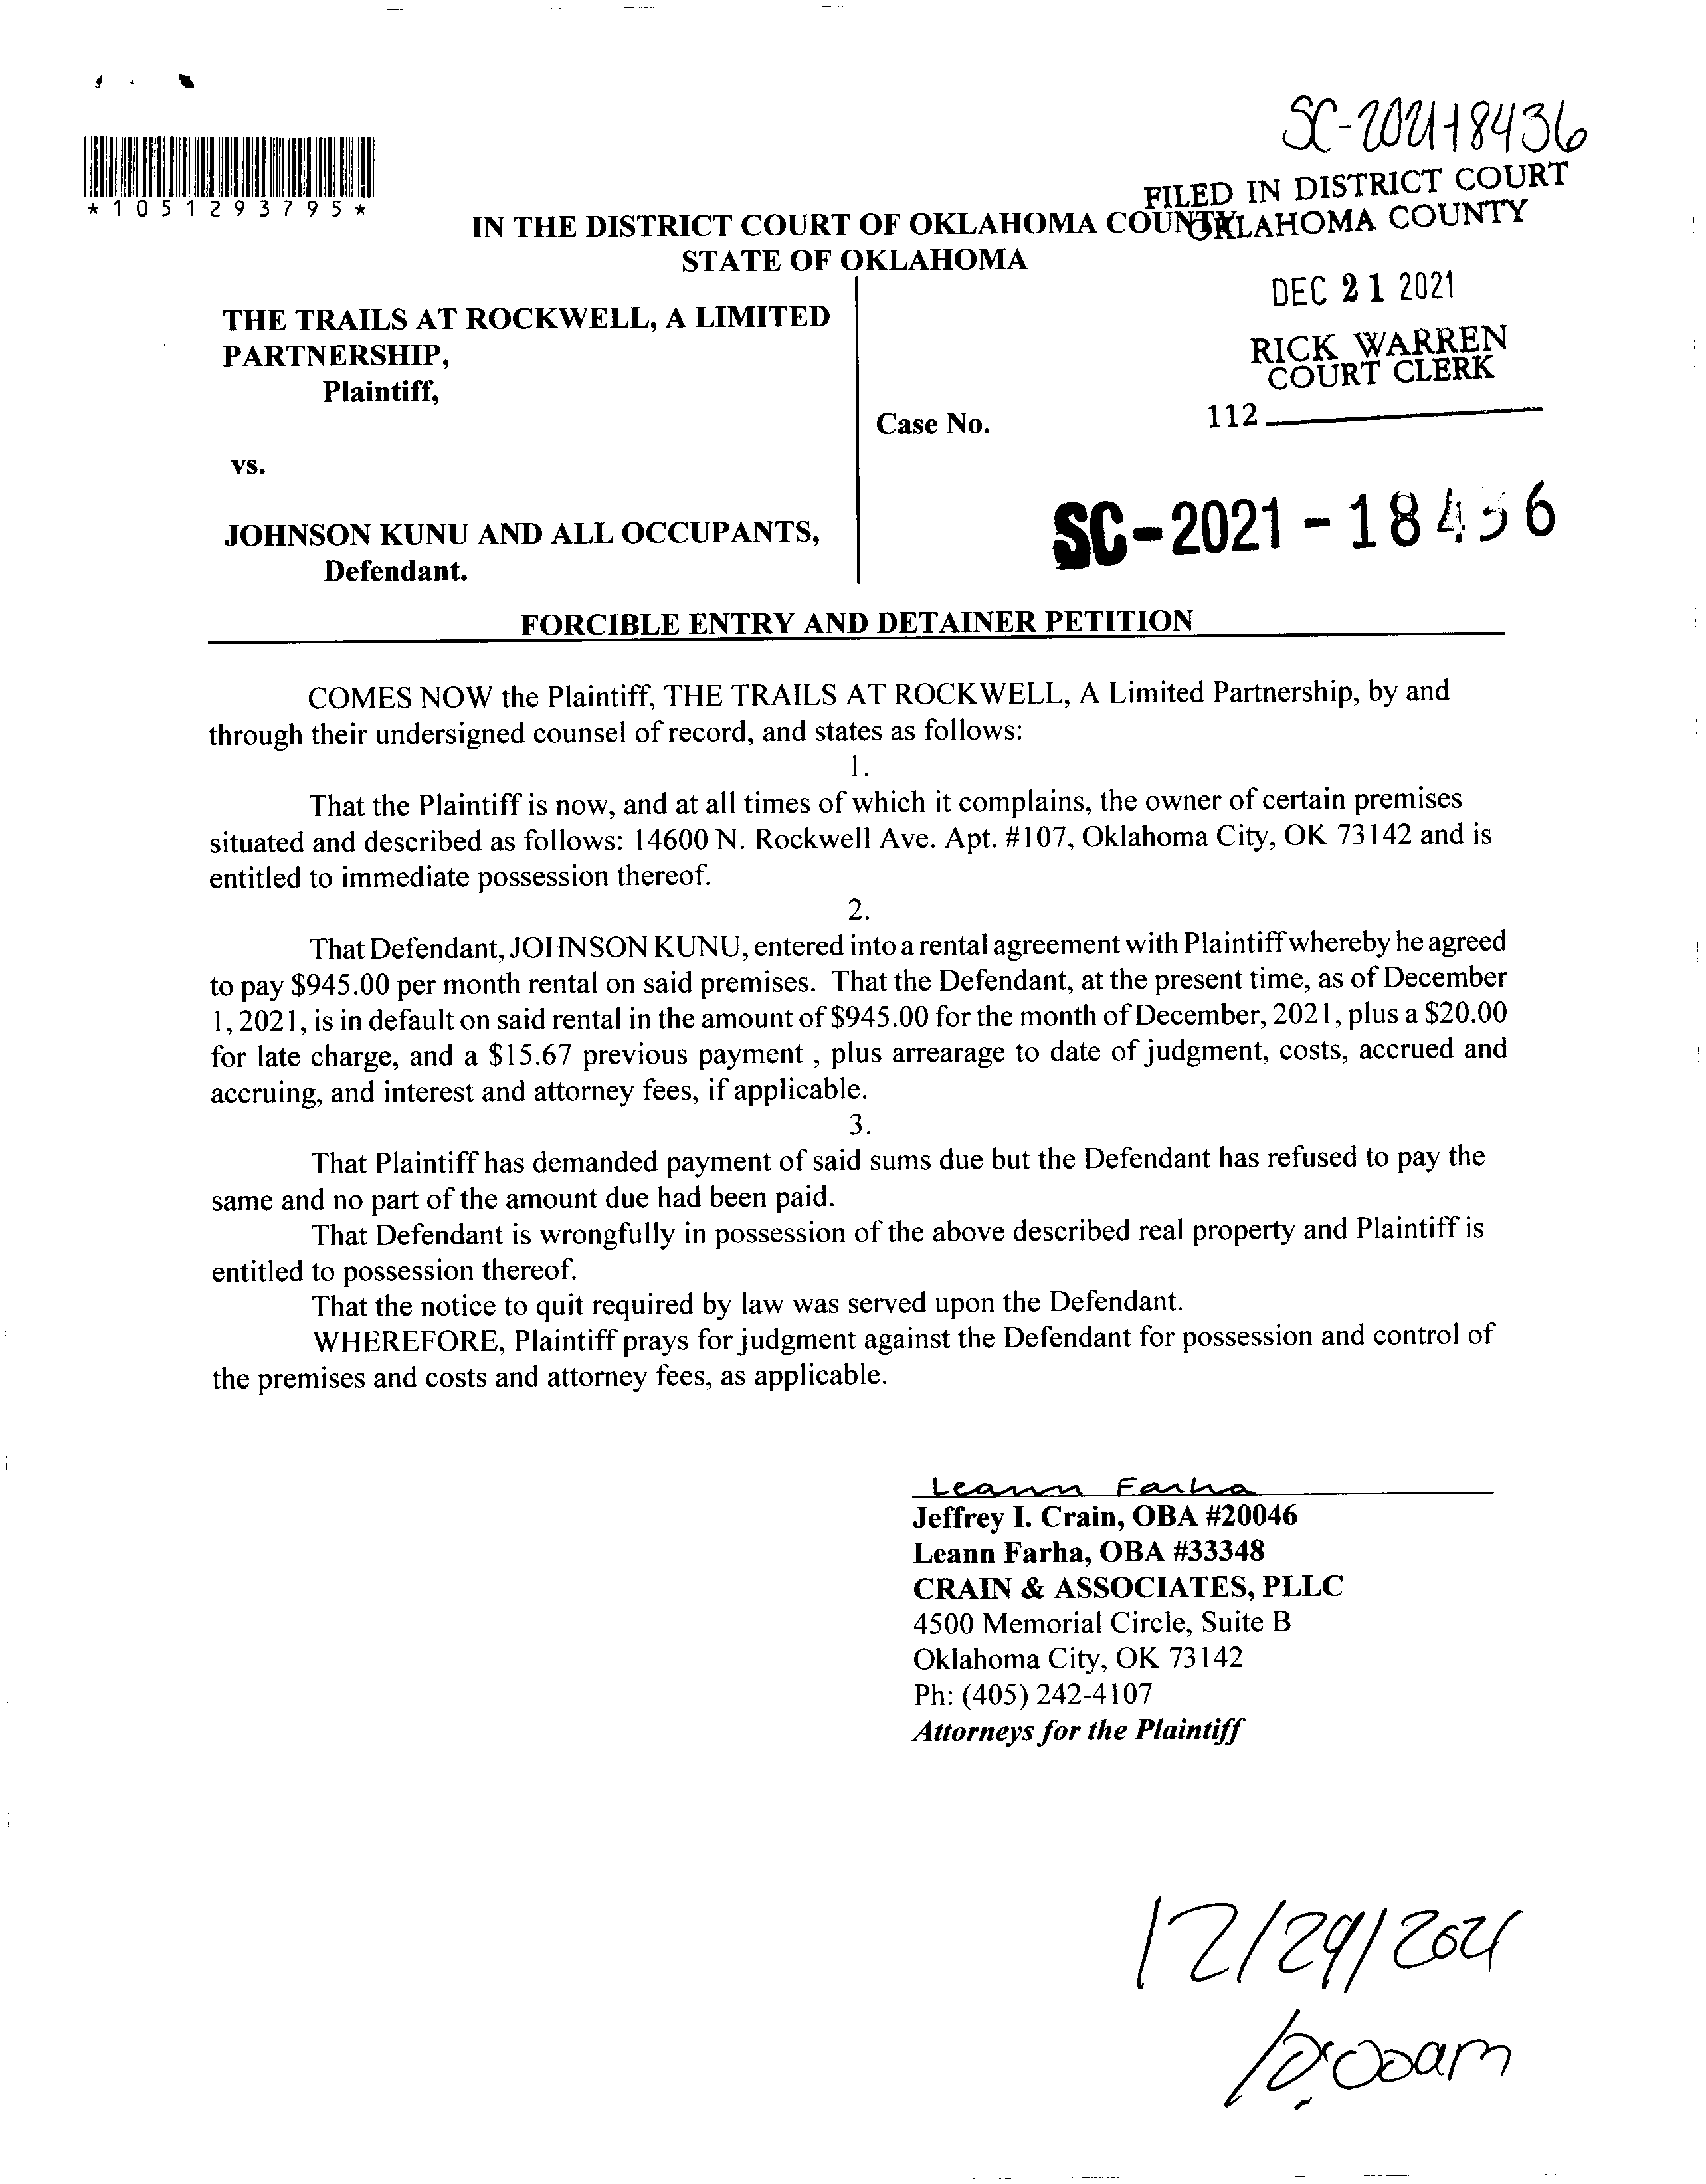 SC-2021-18436
FILED IN DISTRICT COURT
OKLAHOMA COUNTY
*1051293795*
IN THE DISTRICT COURT OF OKLAHOMA COUNTY
STATE OF OKLAHOMA
DEC 21 2021
RICK WARREN
COURT CLERK
112
THE TRAILS AT ROCKWELL, A LIMITED
PARTNERSHIP,
Plaintiff,
Case No.
vs.
SC-2021-18436
JOHNSON KUNU AND ALL OCCUPANTS,
Defendant.
FORCIBLE ENTRY AND DETAINER PETITION
COMES NOW the Plaintiff, THE TRAILS AT ROCKWELL, A Limited Partnership, by and
through their undersigned counsel of record, and states as follows:
1.
That the Plaintiff is now, and at all times of which it complains, the owner of certain premises
situated and described as follows: 14600 N. Rockwell Ave. Apt. #107, Oklahoma City, OK 73142 and is
entitled to immediate possession thereof.
2.
That Defendant, JOHNSON KUNU, entered into a rental agreement with Plaintiff whereby he agreed
to pay $945.00 per month rental on said premises. That the Defendant, at the present time, as of December
1, 2021, is in default on said rental in the amount of $945.00 for the month of December, 2021, plus a $20.00
for late charge, and a $15.67 previous payment , plus arrearage to date of judgment, costs, accrued and
accruing, and interest and attorney fees, if applicable.
3.
That Plaintiff has demanded payment of said sums due but the Defendant has refused to pay the
same and no part of the amount due had been paid.
That Defendant is wrongfully in possession of the above described real property and Plaintiff is
entitled to possession thereof.
That the notice to quit required by law was served upon the Defendant.
WHEREFORE, Plaintiff prays for judgment against the Defendant for possession and control of
the premises and costs and attorney fees, as applicable.
Leann Farha
Jeffrey I. Crain, OBA #20046
Leann Farha, OBA #33348
CRAIN & ASSOCIATES, PLLC
4500 Memorial Circle, Suite B
Oklahoma City, OK 73142
Ph: (405) 242-4107
Attorneys for the Plaintiff
12/29/2021
10:00am